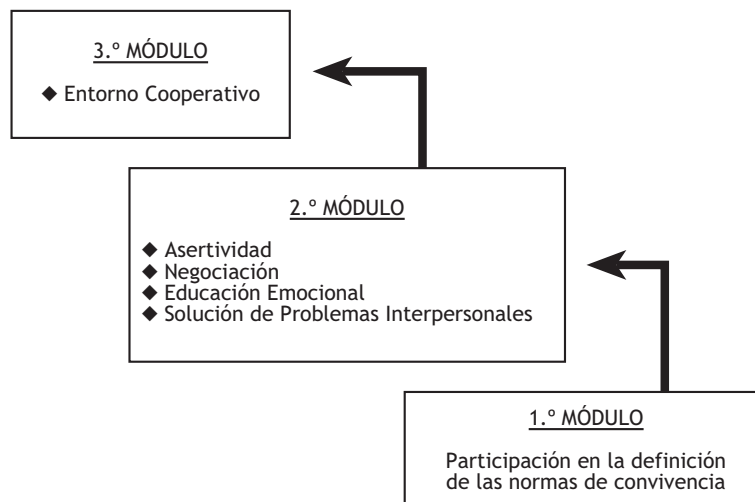 3.º MÓDULO
◆ Entorno Cooperativo
2.º MÓDULO
◆ Asertividad
◆ Negociación
◆ Educación Emocional
◆ Solución de Problemas Interpersonales
1.º MÓDULO
Participación en la definición
de las normas de convivencia